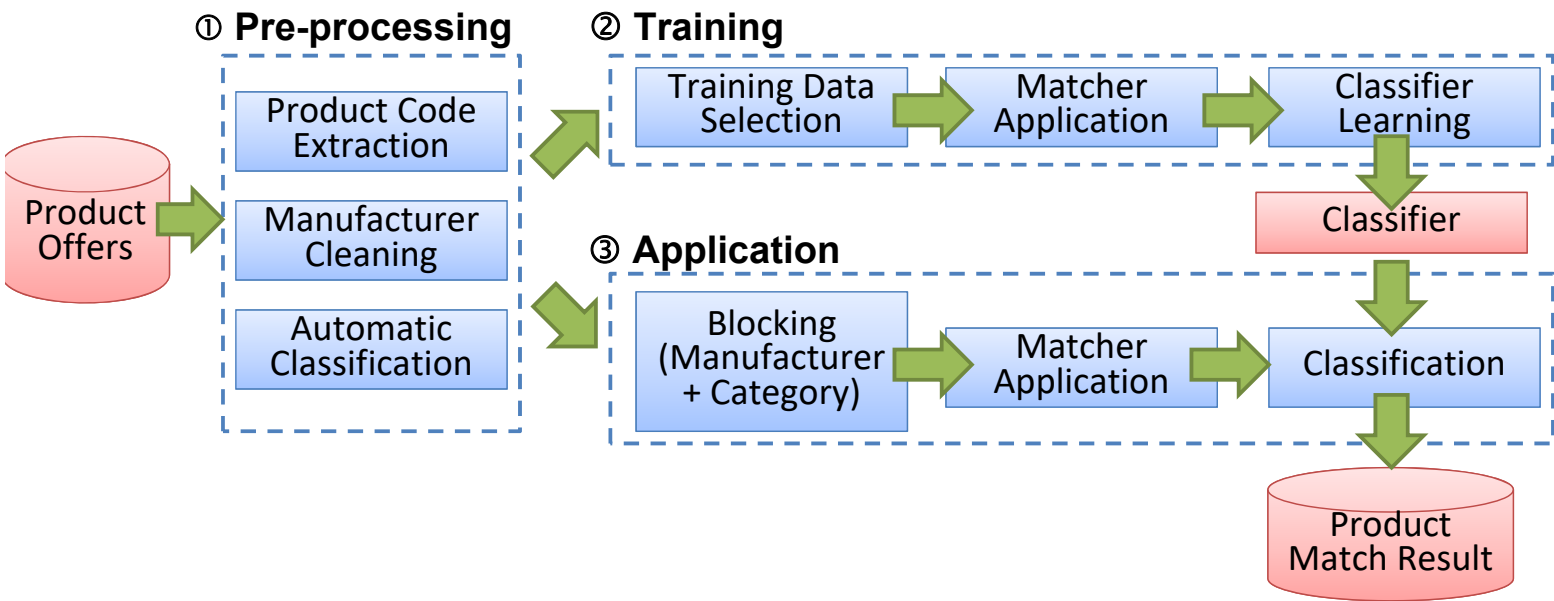 ① Pre-processing
Product
Offers
Product Code
Extraction
Manufacturer
Cleaning
Automatic
Classification
② Training
Training Data
Selection
Matcher
Application
Classifier
Learning
Classifier
③ Application
Blocking
(Manufacturer
+ Category)
Matcher
Application
Classification
Product
Match Result